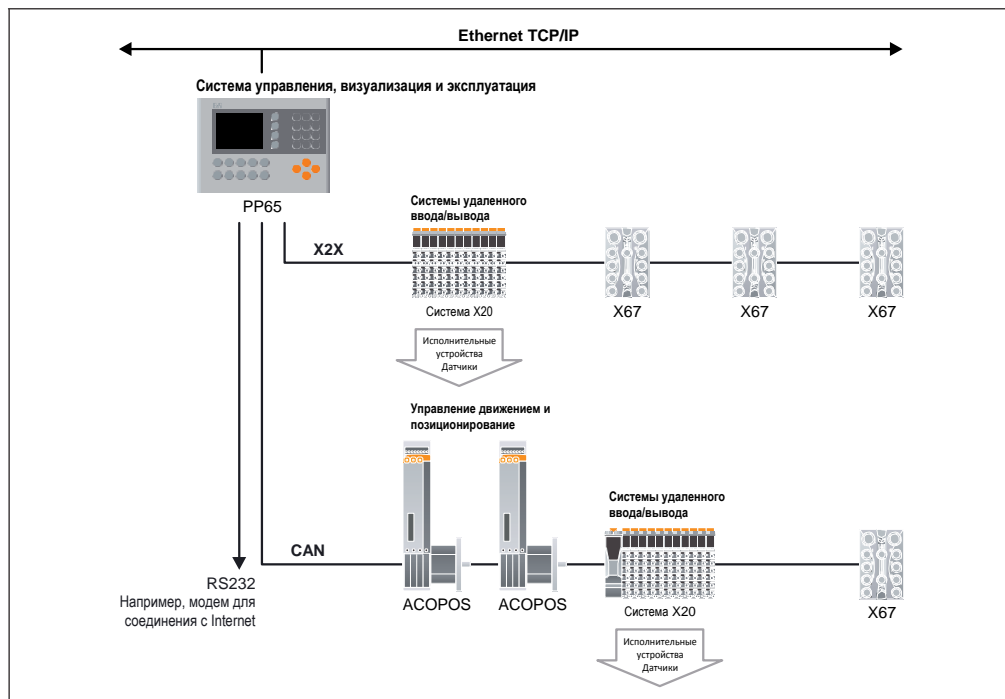 Ethernet TCP/IP
Система управления, визуализация и эксплуатация
PP65
Системы удаленного
ввода/вывода
X2X
Система X20
X67
X67
X67
Исполнительные
устройства
Датчики
Управление движением и
позиционирование
Системы удаленного
ввода/вывода
CAN
RS232
Например, модем для
соединения с Internet
ACOPOS
ACOPOS
Система X20
X67
Исполнительные
устройства
Датчики